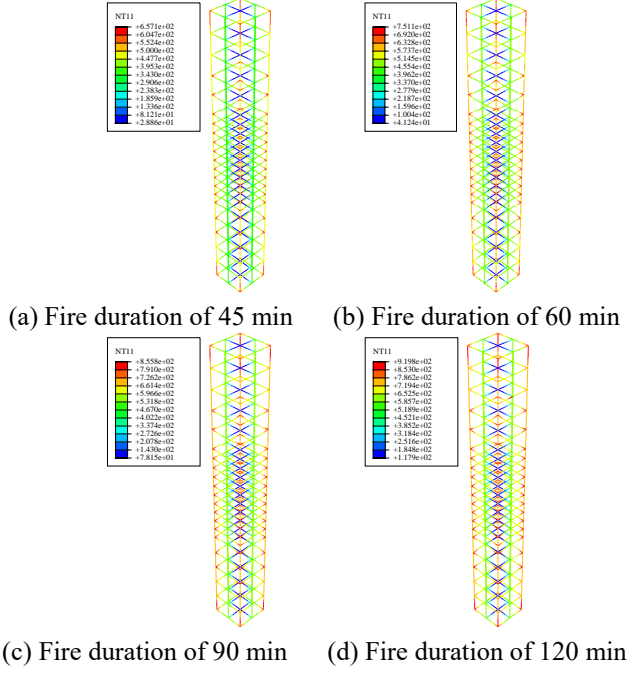 NT11
+6.571e+02
+6.047e+02
+5.524e+02
+5.000e+02
+4.477e+02
+3.953e+02
+3.430e+02
+2.906e+02
+2.383e+02
+1.859e+02
+1.336e+02
+8.121e+01
+2.886e+01
NT11
+7.511e+02
+6.920e+02
+6.328e+02
+5.737e+02
+5.145e+02
+4.554e+02
+3.962e+02
+3.370e+02
+2.779e+02
+2.187e+02
+1.596e+02
+1.004e+02
+4.124e+01
(a) Fire duration of 45 min
(b) Fire duration of 60 min
NT11
+8.558e+02
+7.910e+02
+7.262e+02
+6.614e+02
+5.966e+02
+5.318e+02
+4.670e+02
+4.022e+02
+3.374e+02
+2.726e+02
+2.078e+02
+1.430e+02
+7.815e+01
NT11
+9.198e+02
+8.530e+02
+7.862e+02
+7.194e+02
+6.525e+02
+5.857e+02
+5.189e+02
+4.521e+02
+3.852e+02
+3.184e+02
+2.516e+02
+1.848e+02
+1.179e+02
(c) Fire duration of 90 min
(d) Fire duration of 120 min